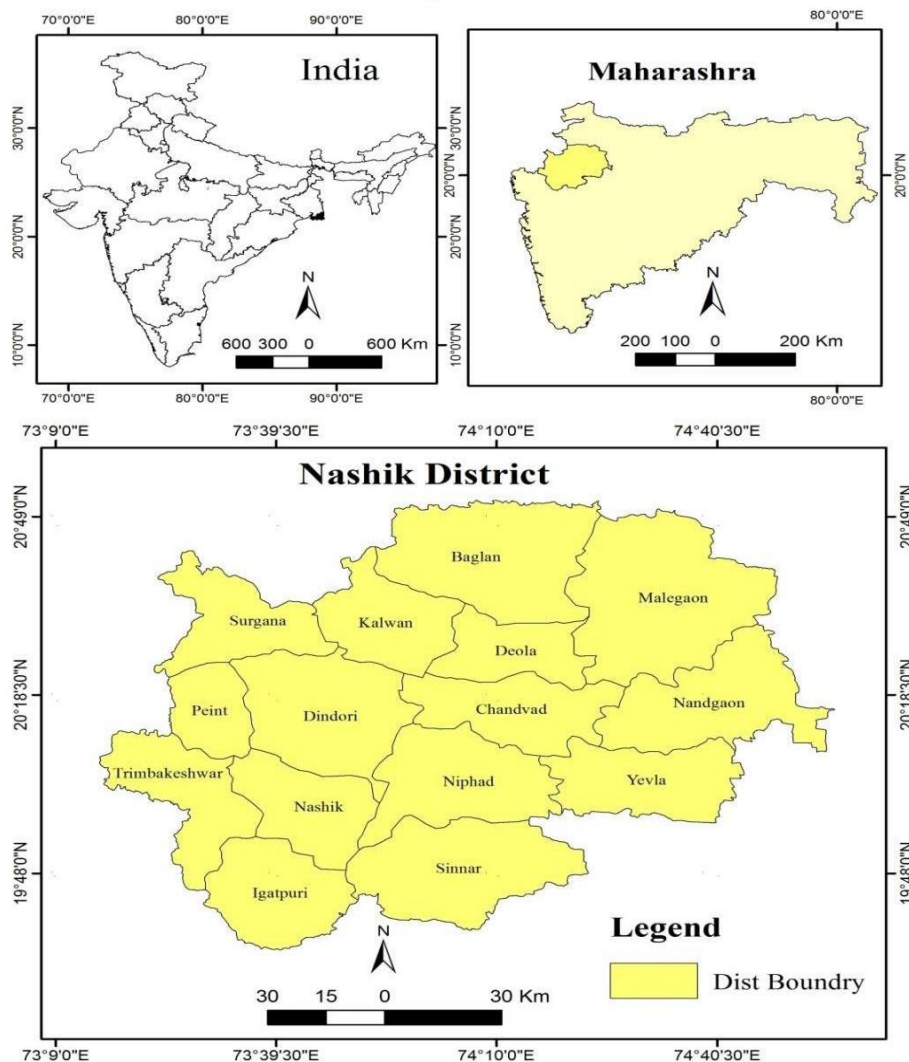 70°0'0"E 80°0'0"E 90°0'0"E
India
30°0'0"N
20°0'0"N
10°0'0"N
N
600 300 0 600 Km
70°0'0"E 80°0'0"E 90°0'0"E
80°0'0"E
Maharashra
20°0'0"N
20°0'0"N
N
200 100 0 200 Km
80°0'0"E
73°9'0"E 73°39'30"E 74°10'0"E 74°40'30"E
Nashik District
20°49'0"N
20°49'0"N
Baglan
Malegaon
Surgana
Kalwan
Deola
20°18'30"N
20°18'30"N
Peint
Dindori
Chandvad
Nandgaon
Trimbakeshwar
Nashik
Niphad
Yevla
19°48'0"N
19°48'0"N
Igatpuri
Sinnar
N
Legend
Dist Boundry
30 15 0 30 Km
73°9'0"E 73°39'30"E 74°10'0"E 74°40'30"E